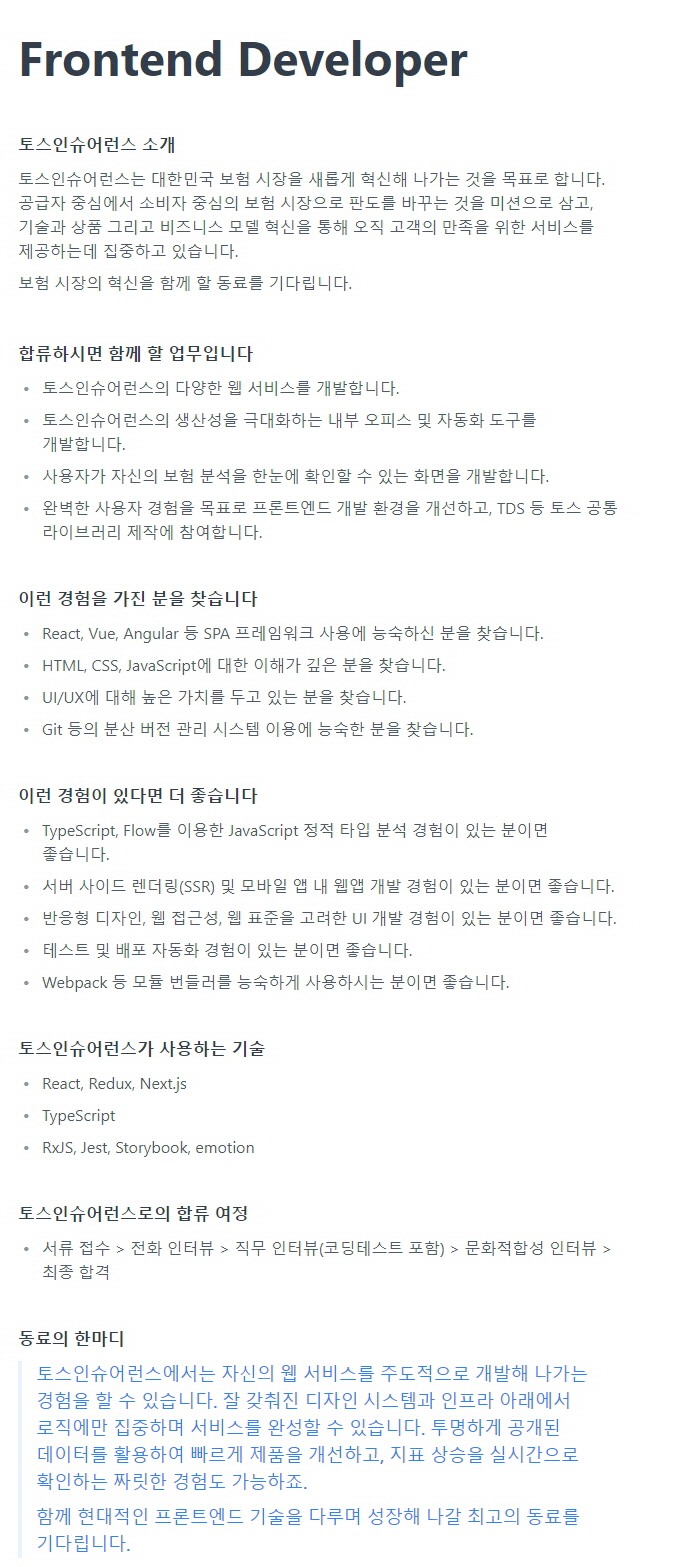 Frontend Developer
토스인슈어런스 소개
토스인슈어런스는 대한민국 보험 시장을 새롭게 혁신해 나가는 것을 목표로 합니다.
공급자 중심에서 소비자 중심의 보험 시장으로 판도를 바꾸는 것을 미션으로 삼고,
기술과 상품 그리고 비즈니스 모델 혁신을 통해 오직 고객의 만족을 위한 서비스를
제공하는데 집중하고 있습니다.
보험 시장의 혁신을 함께 할 동료를 기다립니다.
합류하시면 함께 할 업무입니다
• 토스인슈어런스의 다양한 웹 서비스를 개발합니다.
• 토스인슈어런스의 생산성을 극대화하는 내부 오피스 및 자동화 도구를
개발합니다.
• 사용자가 자신의 보험 분석을 한눈에 확인할 수 있는 화면을 개발합니다.
• 완벽한 사용자 경험을 목표로 프론트엔드 개발 환경을 개선하고, TDS 등 토스 공통
라이브러리 제작에 참여합니다.
이런 경험을 가진 분을 찾습니다
• React, Vue, Angular 등 SPA 프레임워크 사용에 능숙하신 분을 찾습니다.
• HTML, CSS, JavaScript에 대한 이해가 깊은 분을 찾습니다.
• UI/UX에 대해 높은 가치를 두고 있는 분을 찾습니다.
• Git 등의 분산 버전 관리 시스템 이용에 능숙한 분을 찾습니다.
이런 경험이 있다면 더 좋습니다
• TypeScript, Flow를 이용한 JavaScript 정적 타입 분석 경험이 있는 분이면
좋습니다.
• 서버 사이드 렌더링(SSR) 및 모바일 앱 내 웹앱 개발 경험이 있는 분이면 좋습니다.
• 반응형 디자인, 웹 접근성, 웹 표준을 고려한 UI 개발 경험이 있는 분이면 좋습니다.
• 테스트 및 배포 자동화 경험이 있는 분이면 좋습니다.
• Webpack 등 모듈 번들러를 능숙하게 사용하시는 분이면 좋습니다.
토스인슈어런스가 사용하는 기술
• React, Redux, Next.js
• TypeScript
• RxJS, Jest, Storybook, emotion
토스인슈어런스로의 합류 여정
• 서류 접수 > 전화 인터뷰 > 직무 인터뷰(코딩테스트 포함) > 문화적합성 인터뷰 >
최종 합격
동료의 한마디
토스인슈어런스에서는 자신의 웹 서비스를 주도적으로 개발해 나가는
경험을 할 수 있습니다. 잘 갖춰진 디자인 시스템과 인프라 아래에서
로직에만 집중하며 서비스를 완성할 수 있습니다. 투명하게 공개된
데이터를 활용하여 빠르게 제품을 개선하고, 지표 상승을 실시간으로
확인하는 짜릿한 경험도 가능하죠.
함께 현대적인 프론트엔드 기술을 다루며 성장해 나갈 최고의 동료를
기다립니다.